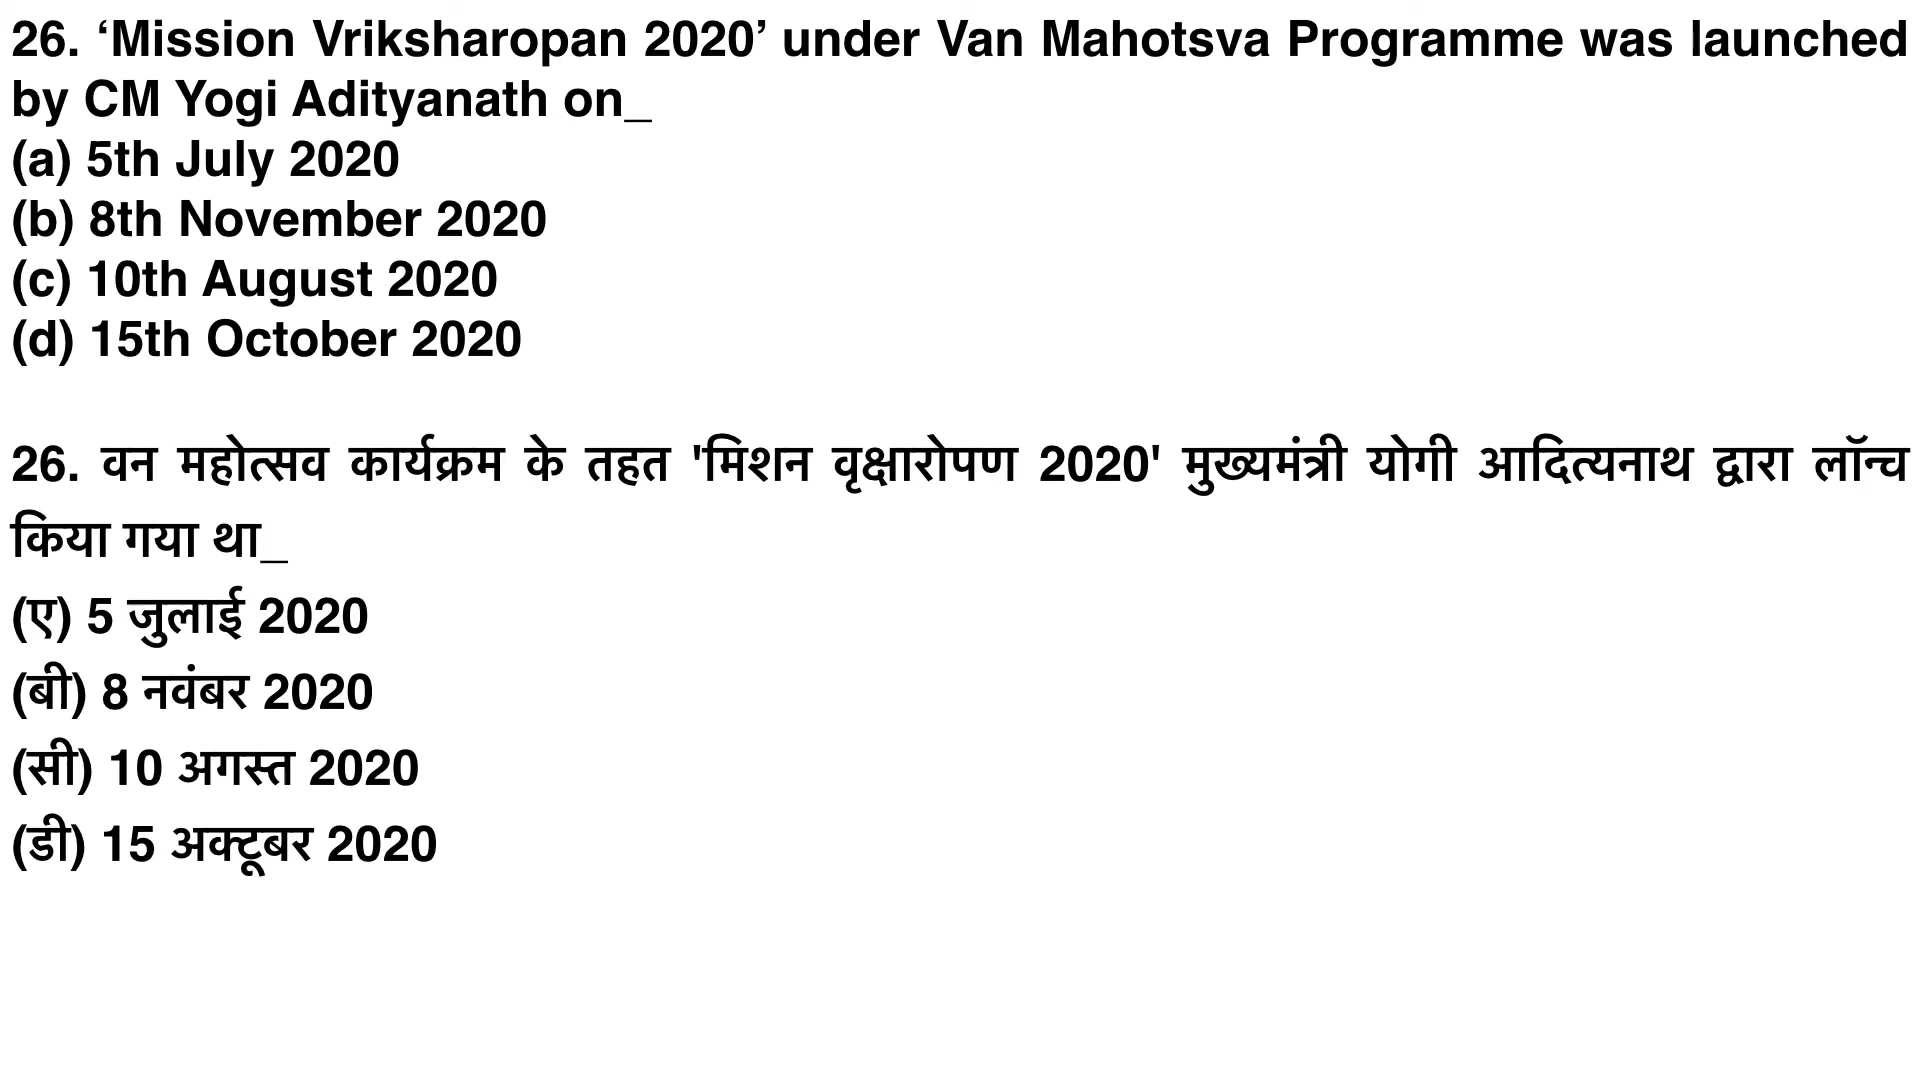 26. ‘Mission Vriksharopan 2020’ under Van Mahotsva Programme was launched
by CM Yogi Adityanath on_
(a) 5th July 2020
(b) 8th November 2020
(c) 10th August 2020
(d) 15th October 2020
26. वन महोत्सव कार्यक्रम के तहत 'मिशन वृक्षारोपण 2020' मुख्यमंत्री योगी आदित्यनाथ द्वारा लॉन्च
किया गया था_
(ए) 5 जुलाई 2020
(बी) 8 नवंबर 2020
(सी) 10 अगस्त 2020
(डी) 15 अक्टूबर 2020